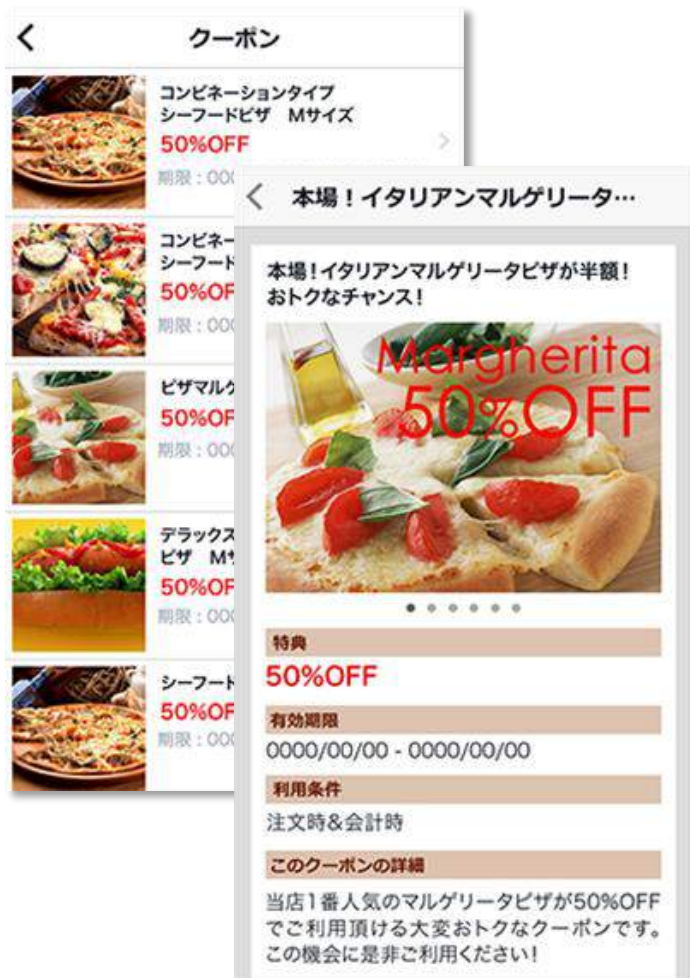 クーポン
コンビネーションタイプ
シーフードピザ Mサイズ
50%OFF
期限：000
コンビネー
シーフード
50%OF
期限：000
ピザマルゲ
50%OF
期限：000
デラックス
ピザ Mサ
50%OF
期限：000
シーフード
50%OF
期限：000
本場！イタリアンマルゲリータ…
本場！イタリアンマルゲリータピザが半額！
おトクなチャンス！
Margherita
50%OFF
特典
50%OFF
有効期限
0000/00/00 - 0000/00/00
利用条件
注文時&会計時
このクーポンの詳細
当店1番人気のマルゲリータピザが50%OFF
でご利用頂ける大変おトクなクーポンです。
この機会に是非ご利用ください！